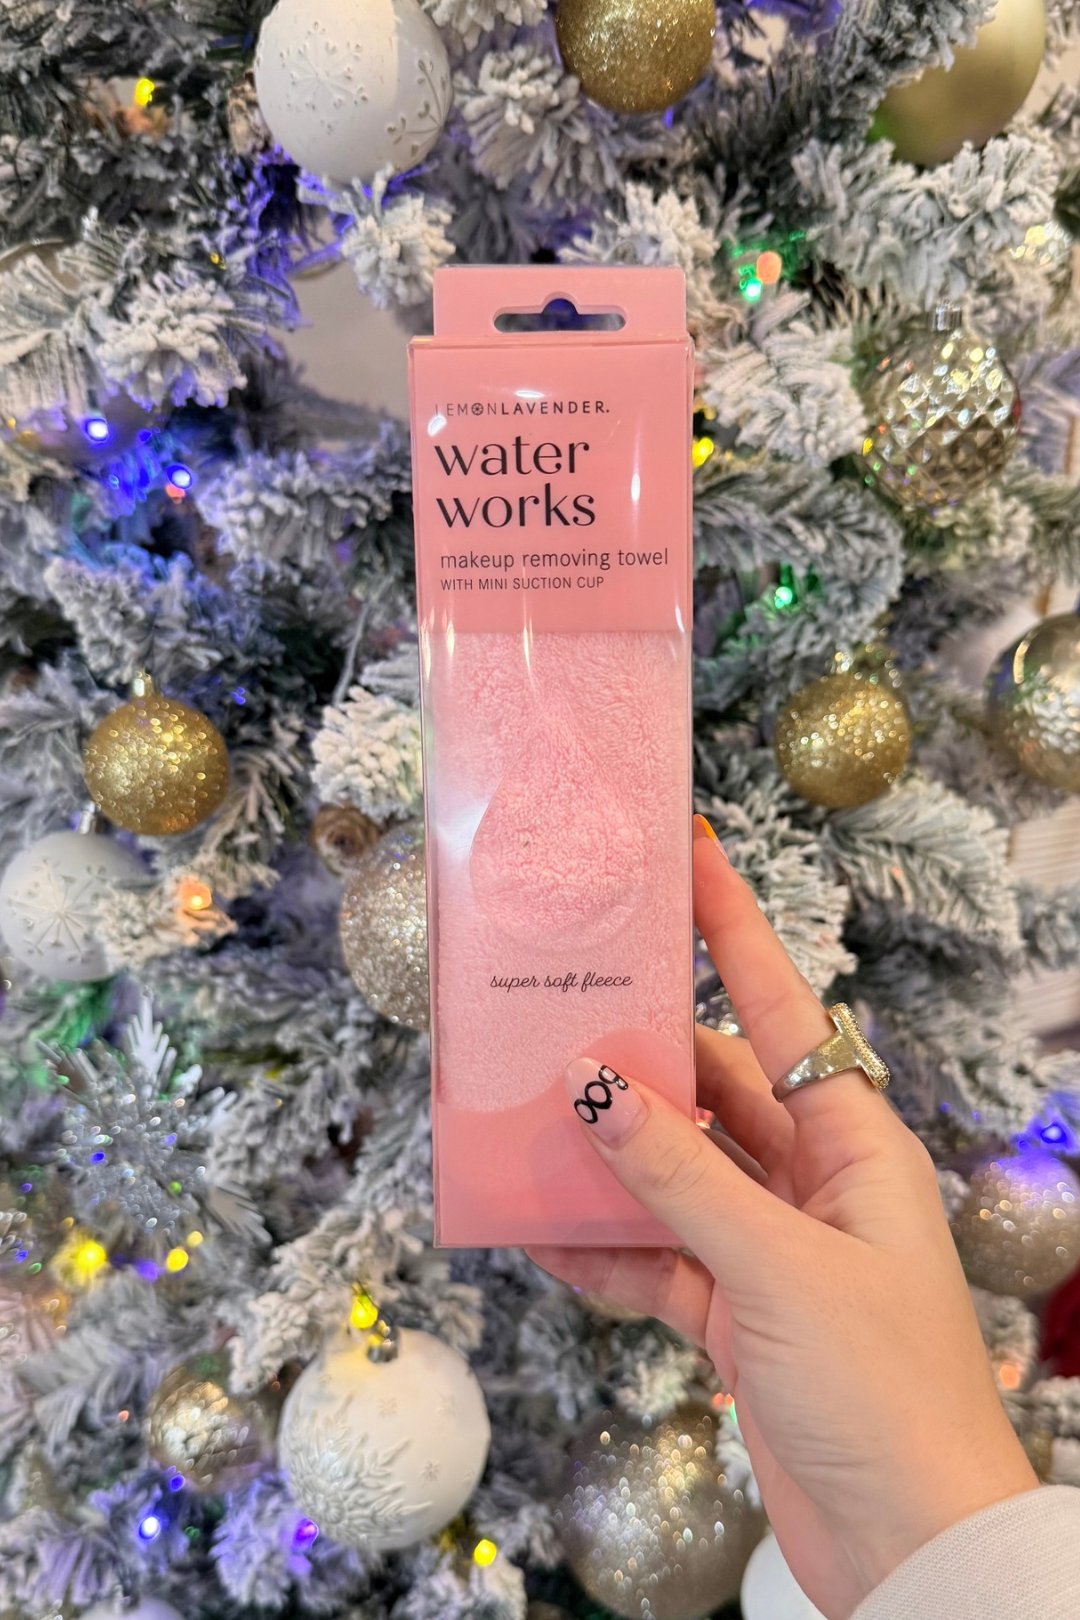 LEMONLAVENDER.
water
works
makeup removing towel
WITH MINI SUCTION CUP
super soft fleece